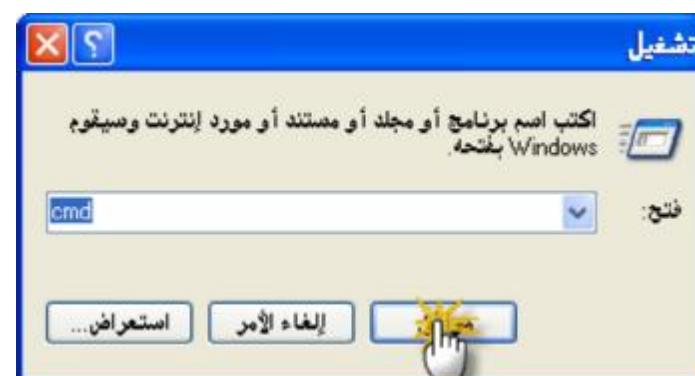 تشغيل
اكتب اسم برنامج أو مجلد أو مستند أو مورد إنترنت وسيقوم
Windows بفتحه.
فتح:
cmd
إلغاء الأمر
استعراض...